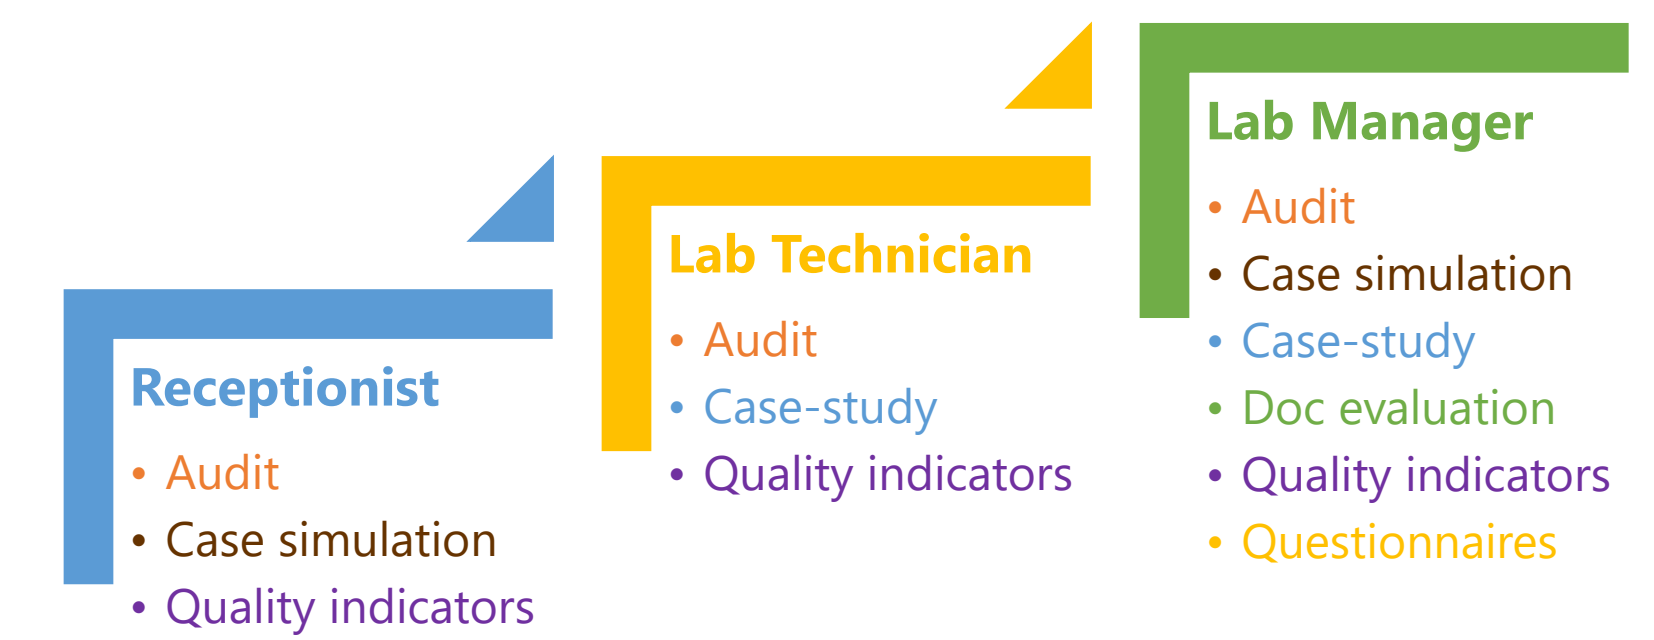 Receptionist
• Audit
• Case simulation
• Quality indicators
Lab Technician
• Audit
• Case-study
• Quality indicators
Lab Manager
• Audit
• Case simulation
• Case-study
• Doc evaluation
• Quality indicators
• Questionnaires